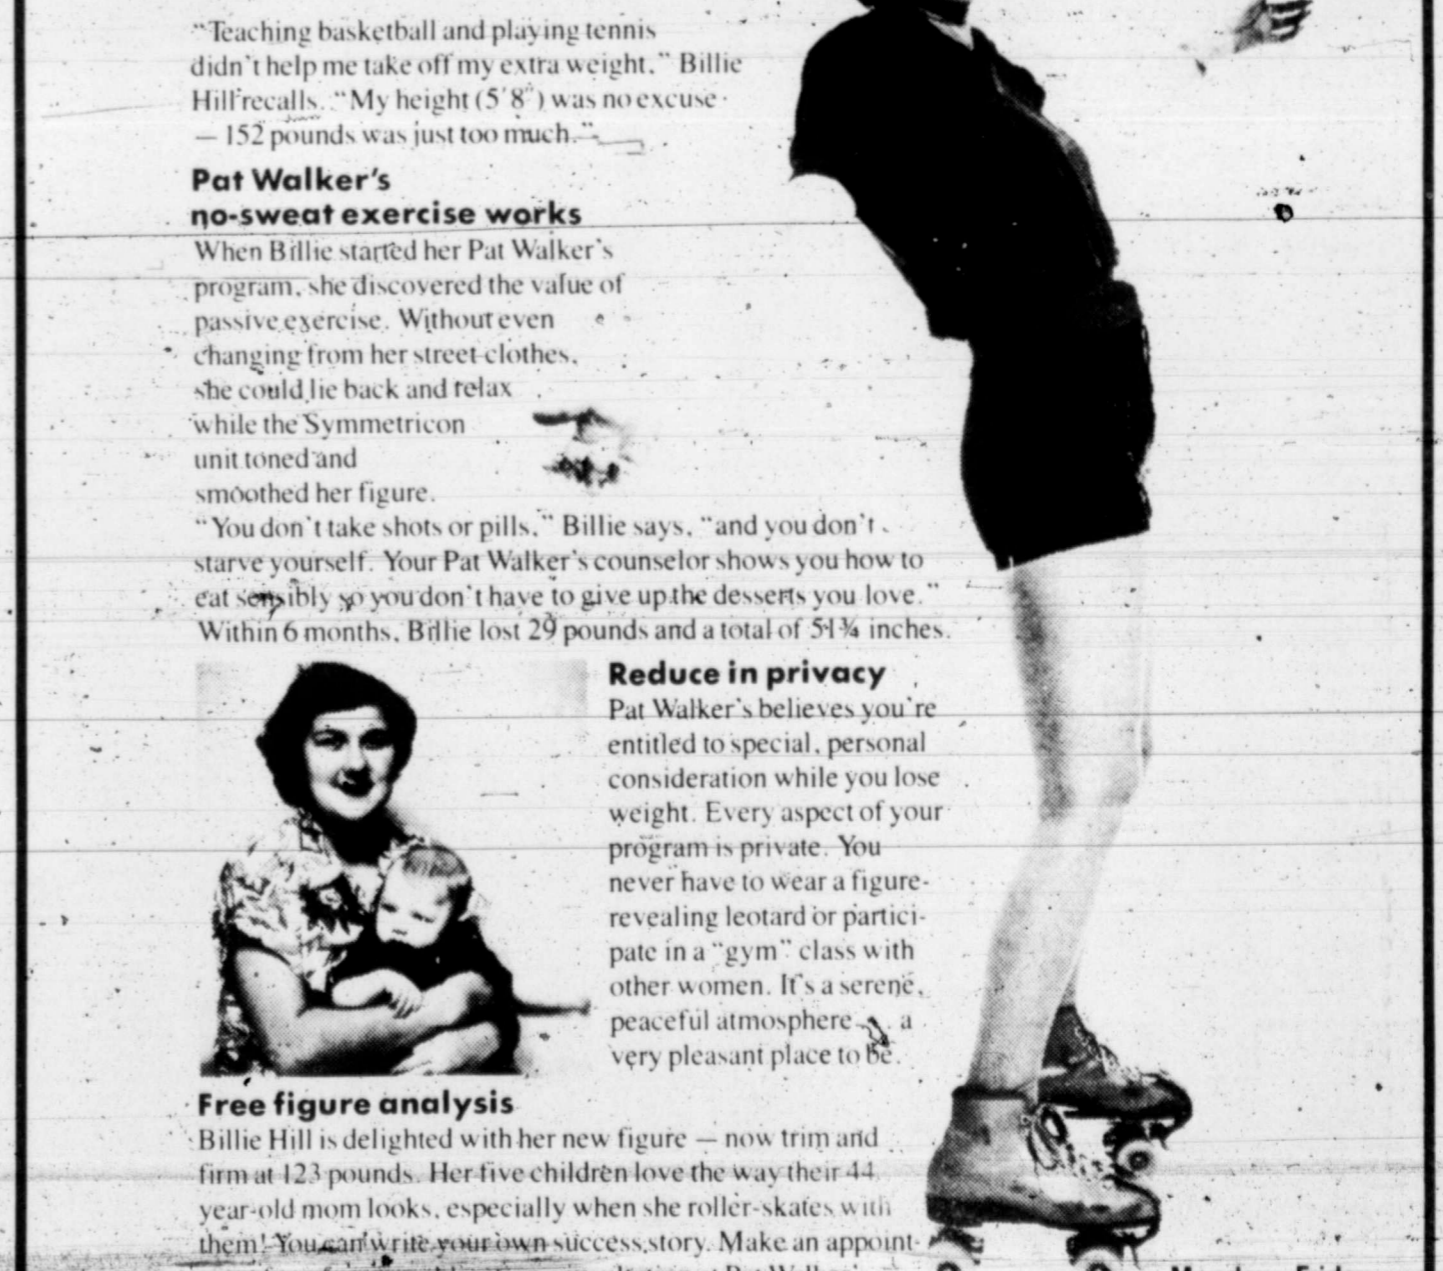 "Teaching basketball and playing tennis
didn't help me take off my extra weight," Billie
Hill recalls. "My height (5'8") was no excuse
— 152 pounds was just too much."
Pat Walker's
no-sweat exercise works
When Billie started her Pat Walker's
program, she discovered the value of
passive exercise. Without even
changing from her street clothes,
she could lie back and relax
while the Symmetricon
unit toned and
smoothed her figure.
"You don't take shots or pills," Billie says, "and you don't
starve yourself. Your Pat Walker's counselor shows you how to
eat sensibly so you don't have to give up the desserts you love."
Within 6 months, Billie lost 29 pounds and a total of 51¾ inches.
Reduce in privacy
Pat Walker's believes you're
entitled to special, personal
consideration while you lose
weight. Every aspect of your
program is private. You
never have to wear a figure-
revealing leotard or partici-
pate in a "gym" class with
other women. It's a serene,
peaceful atmosphere . . . a
very pleasant place to be.
Free figure analysis
Billie Hill is delighted with her new figure — now trim and
firm at 123 pounds. Her five children love the way their 44
year-old mom looks, especially when she roller-skates with
them! You can write your own success story. Make an appoint-